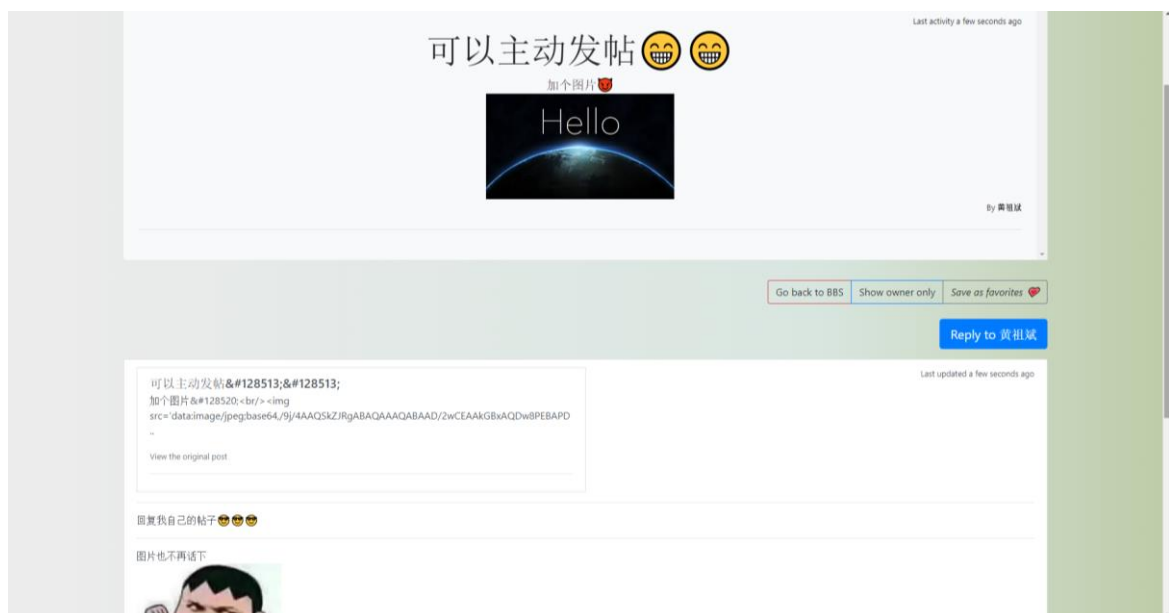 Last activity a few seconds ago
可以主动发帖😁😁
加个图片😈
Hello
By 黄祖斌
Go back to BBS
Show owner only
Save as favorites 💖
Reply to 黄祖斌
Last updated a few seconds ago
可以主动发帖&#128513;&#128513;
加个图片&#128520;<br/><img
src='data:image/jpeg;base64,/9j/4AAQSkZJRgABAQAAAQABAAD/2wCEAAkGBxAQDw8PEBAPD
..
View the original post
回复我自己的帖子😎😎😎
图片也不再话下